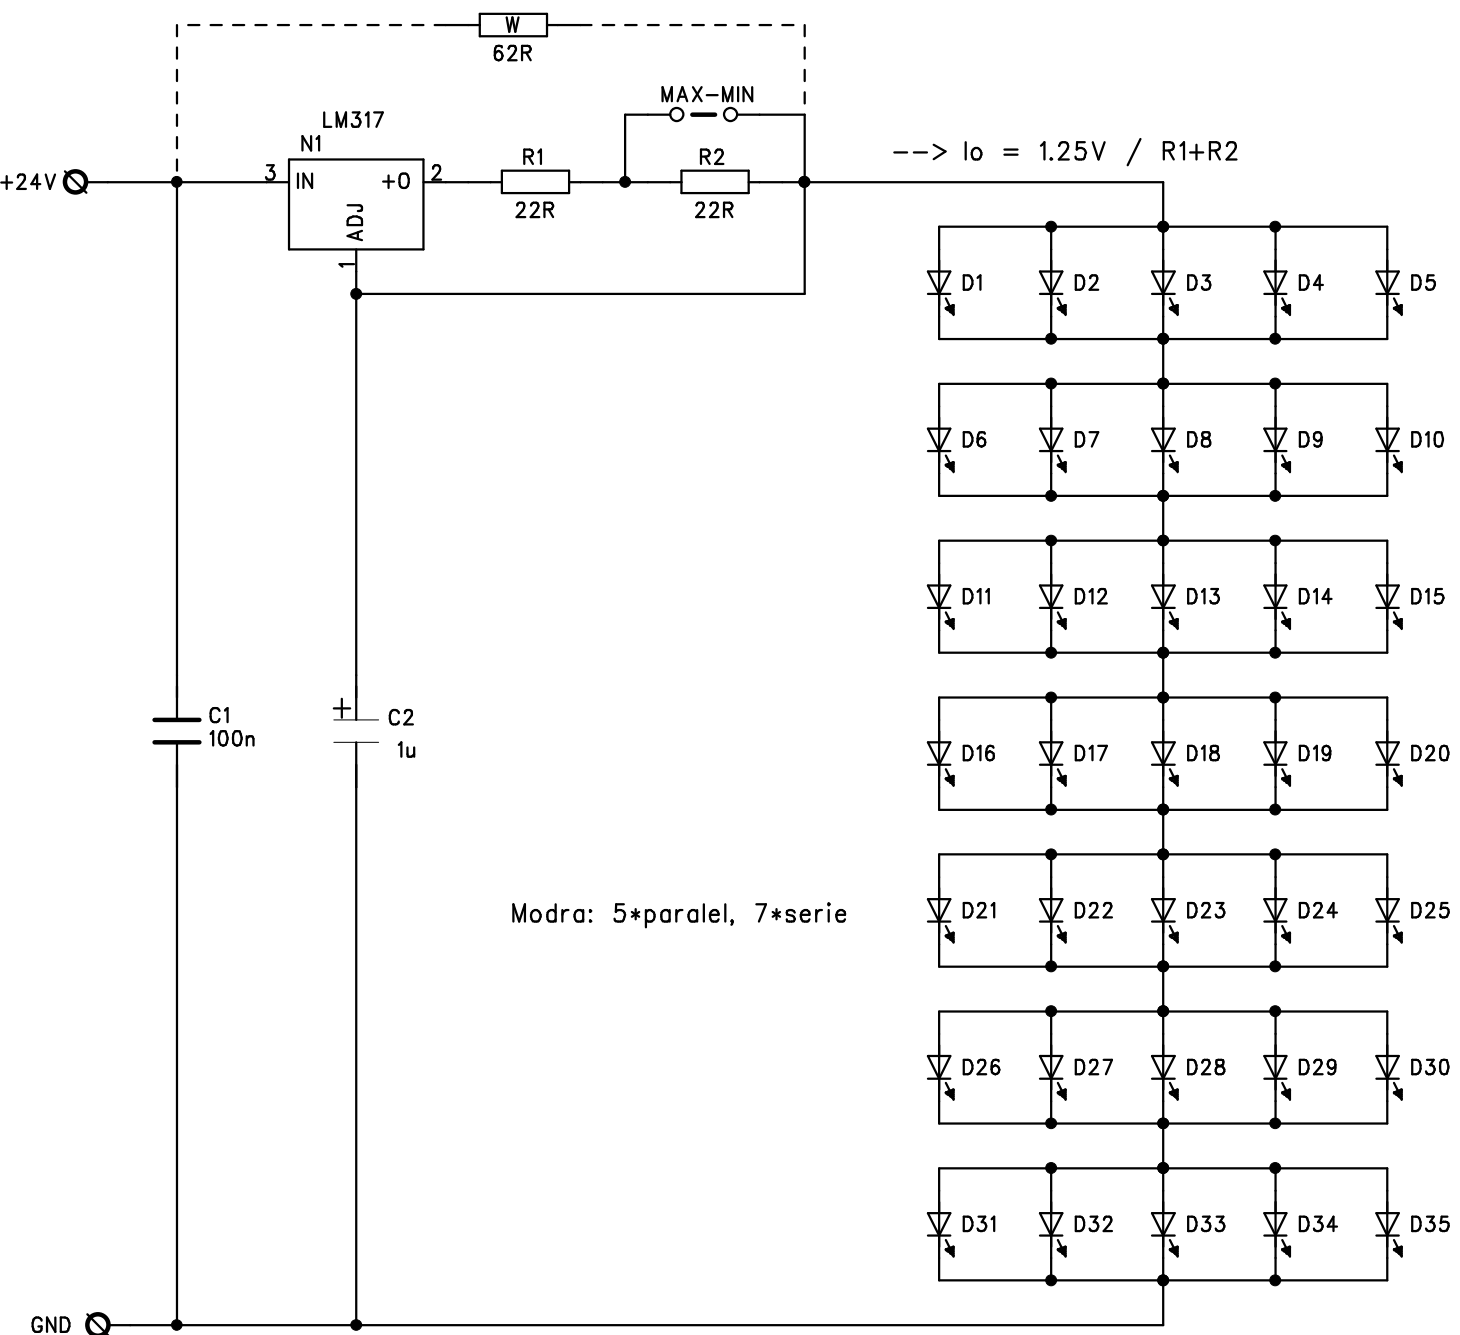 W
62R
MAX-MIN
LM317
N1
R1
R2
--> Io = 1.25V / R1+R2
+24V
3
IN
+O
2
22R
22R
ADJ
1
D1 D2 D3 D4 D5
D6 D7 D8 D9 D10
D11 D12 D13 D14 D15
+
C1
100n
C2
1u
D16 D17 D18 D19 D20
Modra: 5*paralel, 7*serie
D21 D22 D23 D24 D25
D26 D27 D28 D29 D30
D31 D32 D33 D34 D35
GND